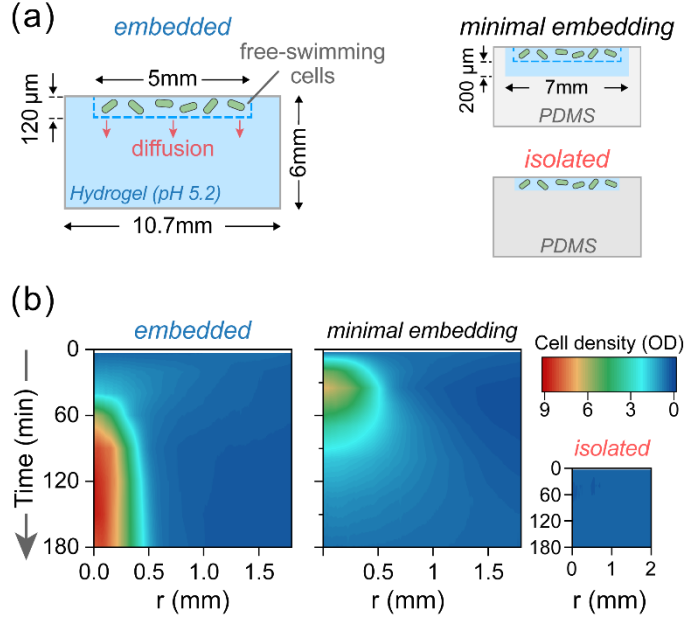 (a)
embedded
free-swimming
cells
5mm
120 µm
diffusion
6mm
Hydrogel (pH 5.2)
10.7mm
minimal embedding
200 µm
7mm
PDMS
isolated
PDMS
(b)
embedded
minimal embedding
Cell density (OD)
9 6 3 0
Time (min)
0
60
120
180
0.0 0.5 1.0 1.5
r (mm)
0.5 1 1.5
r (mm)
isolated
0
60
120
180
0 1 2
r (mm)